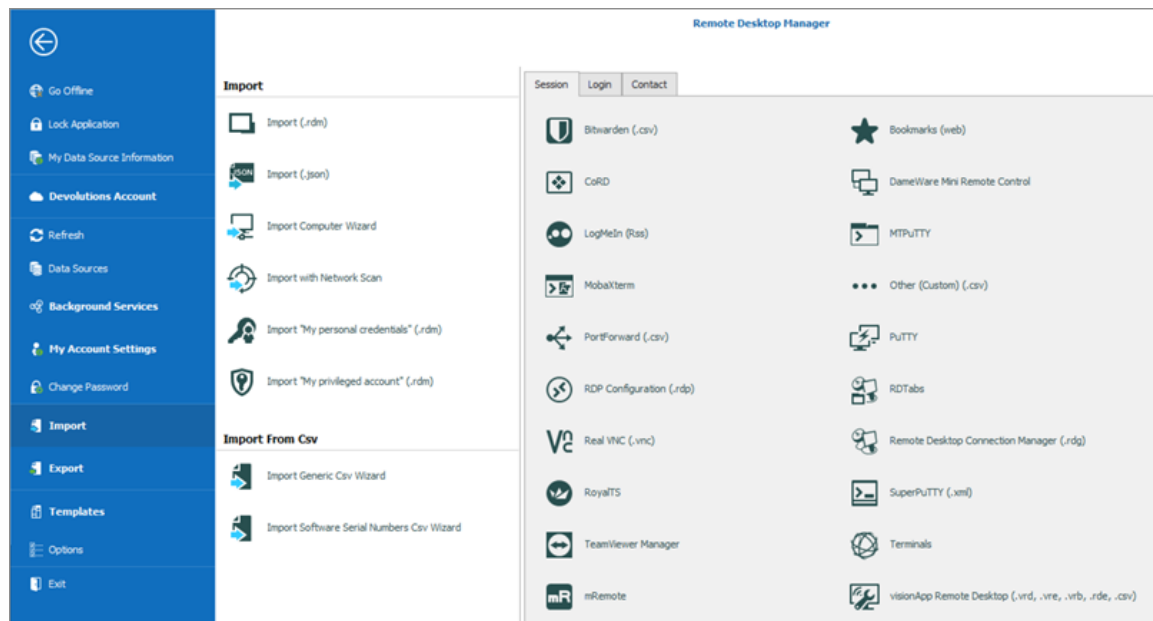 Remote Desktop Manager
Go Offline
Lock Application
My Data Source Information
Devolutions Account
Refresh
Data Sources
Background Services
My Account Settings
Change Password
Import
Export
Templates
Options
Exit
Import
Import (.rdm)
JSON
Import (.json)
Import Computer Wizard
Import with Network Scan
Import "My personal credentials" (.rdm)
Import "My privileged account" (.rdm)
Import From Csv
Import Generic Csv Wizard
Import Software Serial Numbers Csv Wizard
Session Login Contact
Bitwarden (.csv)
Bookmarks (web)
CoRD
DameWare Mini Remote Control
LogMeIn (Rss)
MTPuTTY
MobaXterm
Other (Custom) (.csv)
PortForward (.csv)
PuTTY
RDP Configuration (.rdp)
RDTabs
Real VNC (.vnc)
Remote Desktop Connection Manager (.rdg)
RoyalTS
SuperPuTTY (.xml)
TeamViewer Manager
Terminals
mR
mRemote
visionApp Remote Desktop (.vrd, .vre, .vrb, .rde, .csv)